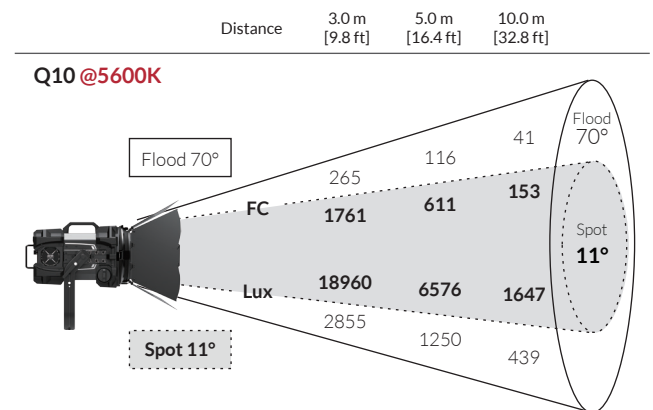 Distance 3.0 m 5.0 m 10.0 m
[9.8 ft] [16.4 ft] [32.8 ft]
Q10 @5600K
Flood
70°
Flood 70°
265 116 41
FC 1761 611 153
Spot
11°
Lux 18960 6576 1647
2855 1250 439
Spot 11°